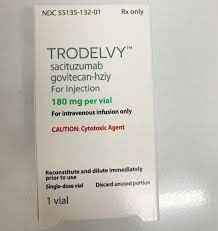 NDC 55135-132-01 Rx only
TRODELVY™
sacituzumab
govitecan-hziy
For Injection
180 mg per vial
For intravenous infusion only
CAUTION: Cytotoxic Agent
Reconstitute and dilute immediately
prior to use
Single-dose vial Discard unused portion
1 vial